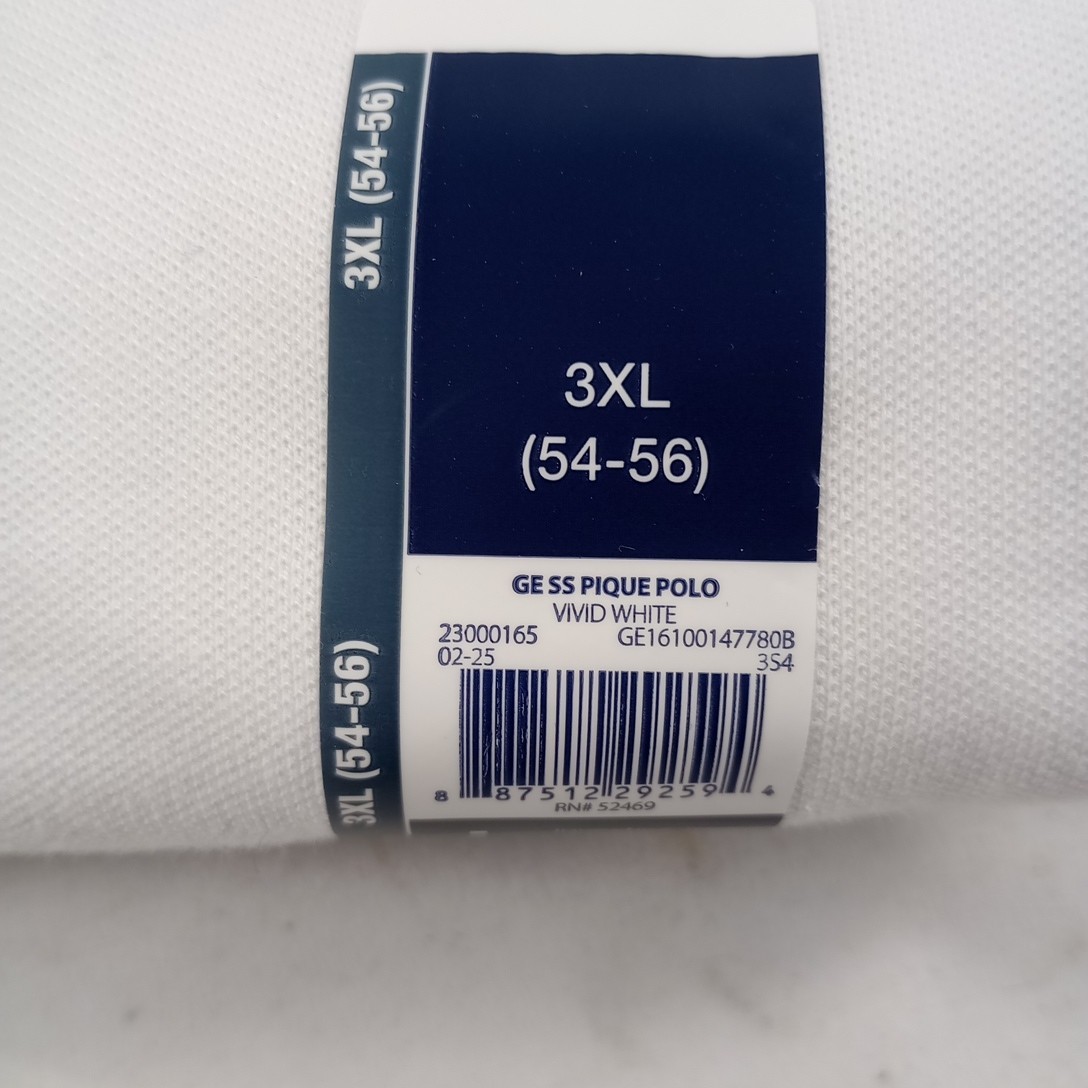 3XL (54-56)
3XL (54-56)
3XL
(54-56)
GE SS PIQUE POLO
VIVID WHITE
23000165 GE16100147780B
02-25 3S4
8 87512 29259 4
RN# 52469